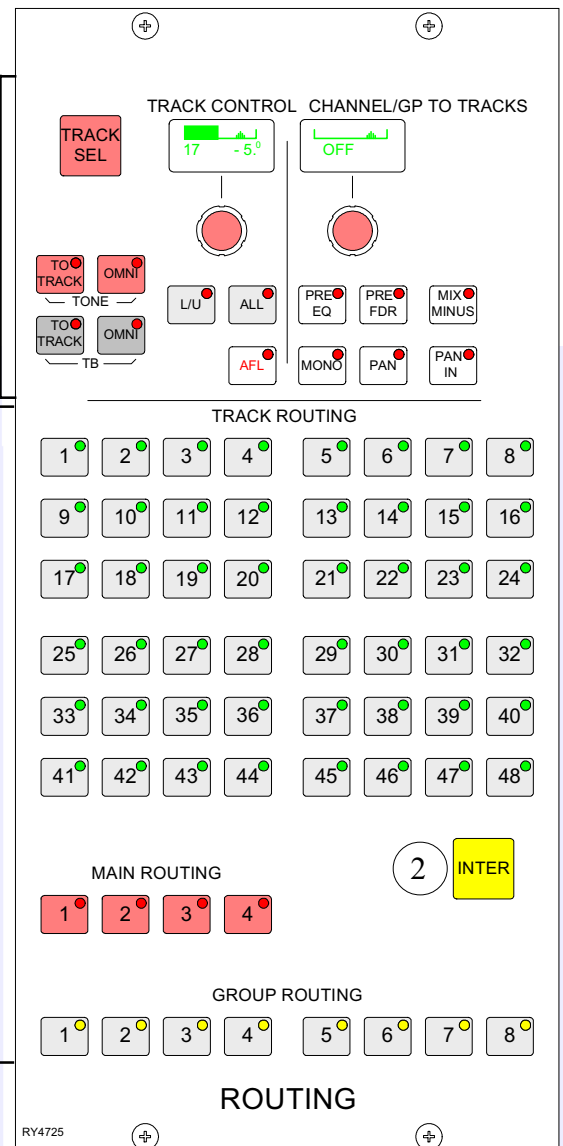 TRACK CONTROL CHANNEL/GP TO TRACKS
TRACK
SEL
17 - 5.0
OFF
TO
TRACK
OMNI
TONE
TO
TRACK
OMNI
TB
L/U ALL
PRE
EQ
PRE
FDR
MIX
MINUS
AFL MONO PAN
PAN
IN
TRACK ROUTING
1 2 3 4 5 6 7 8
9 10 11 12 13 14 15 16
17 18 19 20 21 22 23 24
25 26 27 28 29 30 31 32
33 34 35 36 37 38 39 40
41 42 43 44 45 46 47 48
2 INTER
MAIN ROUTING
1 2 3 4
GROUP ROUTING
1 2 3 4 5 6 7 8
ROUTING
RY4725